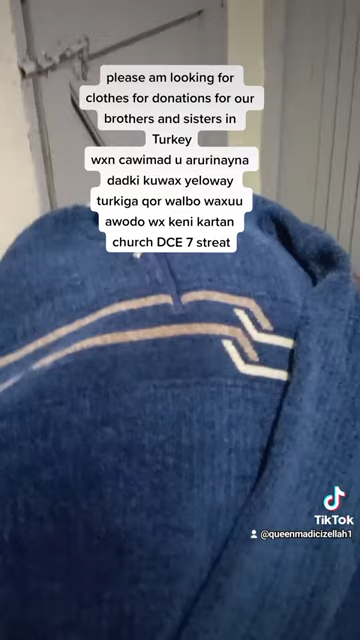 please am looking for
clothes for donations for our
brothers and sisters in
Turkey
wxn cawimad u arurinayna
dadki kuwax yeloway
turkiga qor walbo waxuu
awodo wx keni kartan
church DCE 7 streat
TikTok
@queenmadicizellah1